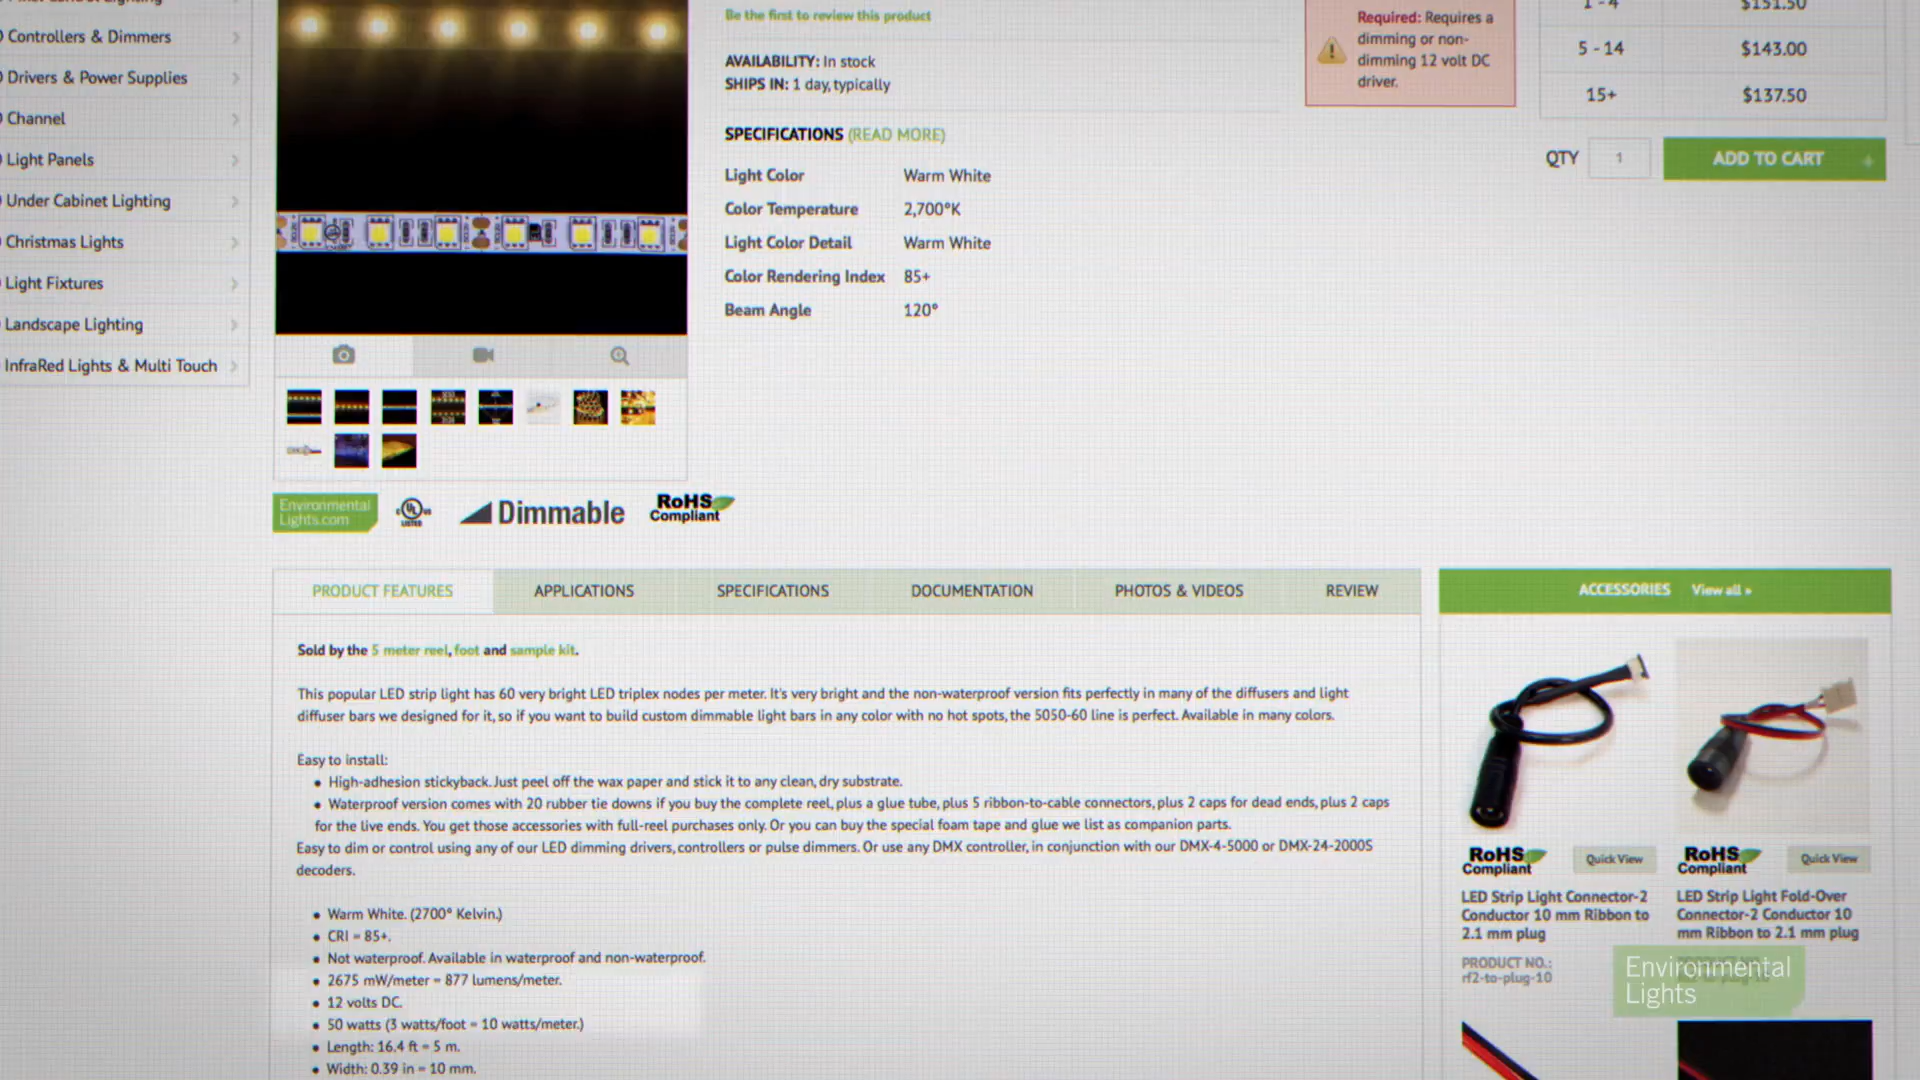 Controllers & Dimmers
Drivers & Power Supplies
Channel
Light Panels
Under Cabinet Lighting
Christmas Lights
Light Fixtures
Landscape Lighting
InfraRed Lights & Multi Touch
Be the first to review this product
AVAILABILITY: In stock
SHIPS IN: 1 day, typically
SPECIFICATIONS (READ MORE)
Light Color Warm White
Color Temperature 2,700°K
Light Color Detail Warm White
Color Rendering Index 85+
Beam Angle 120°
Required: Requires a
dimming or non-
dimming 12 volt DC
driver.
1 - 4 $151.50
5 - 14 $143.00
15+ $137.50
QTY 1 ADD TO CART +
Environmental
Lights.com
UL
LISTED
Dimmable
RoHS
Compliant
PRODUCT FEATURES APPLICATIONS SPECIFICATIONS DOCUMENTATION PHOTOS & VIDEOS REVIEW
Sold by the 5 meter reel, foot and sample kit.
This popular LED strip light has 60 very bright LED triplex nodes per meter. It's very bright and the non-waterproof version fits perfectly in many of the diffusers and light
diffuser bars we designed for it, so if you want to build custom dimmable light bars in any color with no hot spots, the 5050-60 line is perfect. Available in many colors.
Easy to install:
• High-adhesion stickyback. Just peel off the wax paper and stick it to any clean, dry substrate.
• Waterproof version comes with 20 rubber tie downs if you buy the complete reel, plus a glue tube, plus 5 ribbon-to-cable connectors, plus 2 caps for dead ends, plus 2 caps
for the live ends. You get those accessories with full-reel purchases only. Or you can buy the special foam tape and glue we list as companion parts.
Easy to dim or control using any of our LED dimming drivers, controllers or pulse dimmers. Or use any DMX controller, in conjunction with our DMX-4-5000 or DMX-24-2000S
decoders.
• Warm White. (2700° Kelvin.)
• CRI = 85+.
• Not waterproof. Available in waterproof and non-waterproof.
• 2675 mW/meter = 877 lumens/meter.
• 12 volts DC.
• 50 watts (3 watts/foot = 10 watts/meter.)
• Length: 16.4 ft = 5 m.
• Width: 0.39 in = 10 mm.
ACCESSORIES View all »
RoHS
Compliant
Quick View
LED Strip Light Connector-2
Conductor 10 mm Ribbon to
2.1 mm plug
PRODUCT NO.:
rf2-to-plug-10
RoHS
Compliant
Quick View
LED Strip Light Fold-Over
Connector-2 Conductor 10
mm Ribbon to 2.1 mm plug
Environmental
Lights